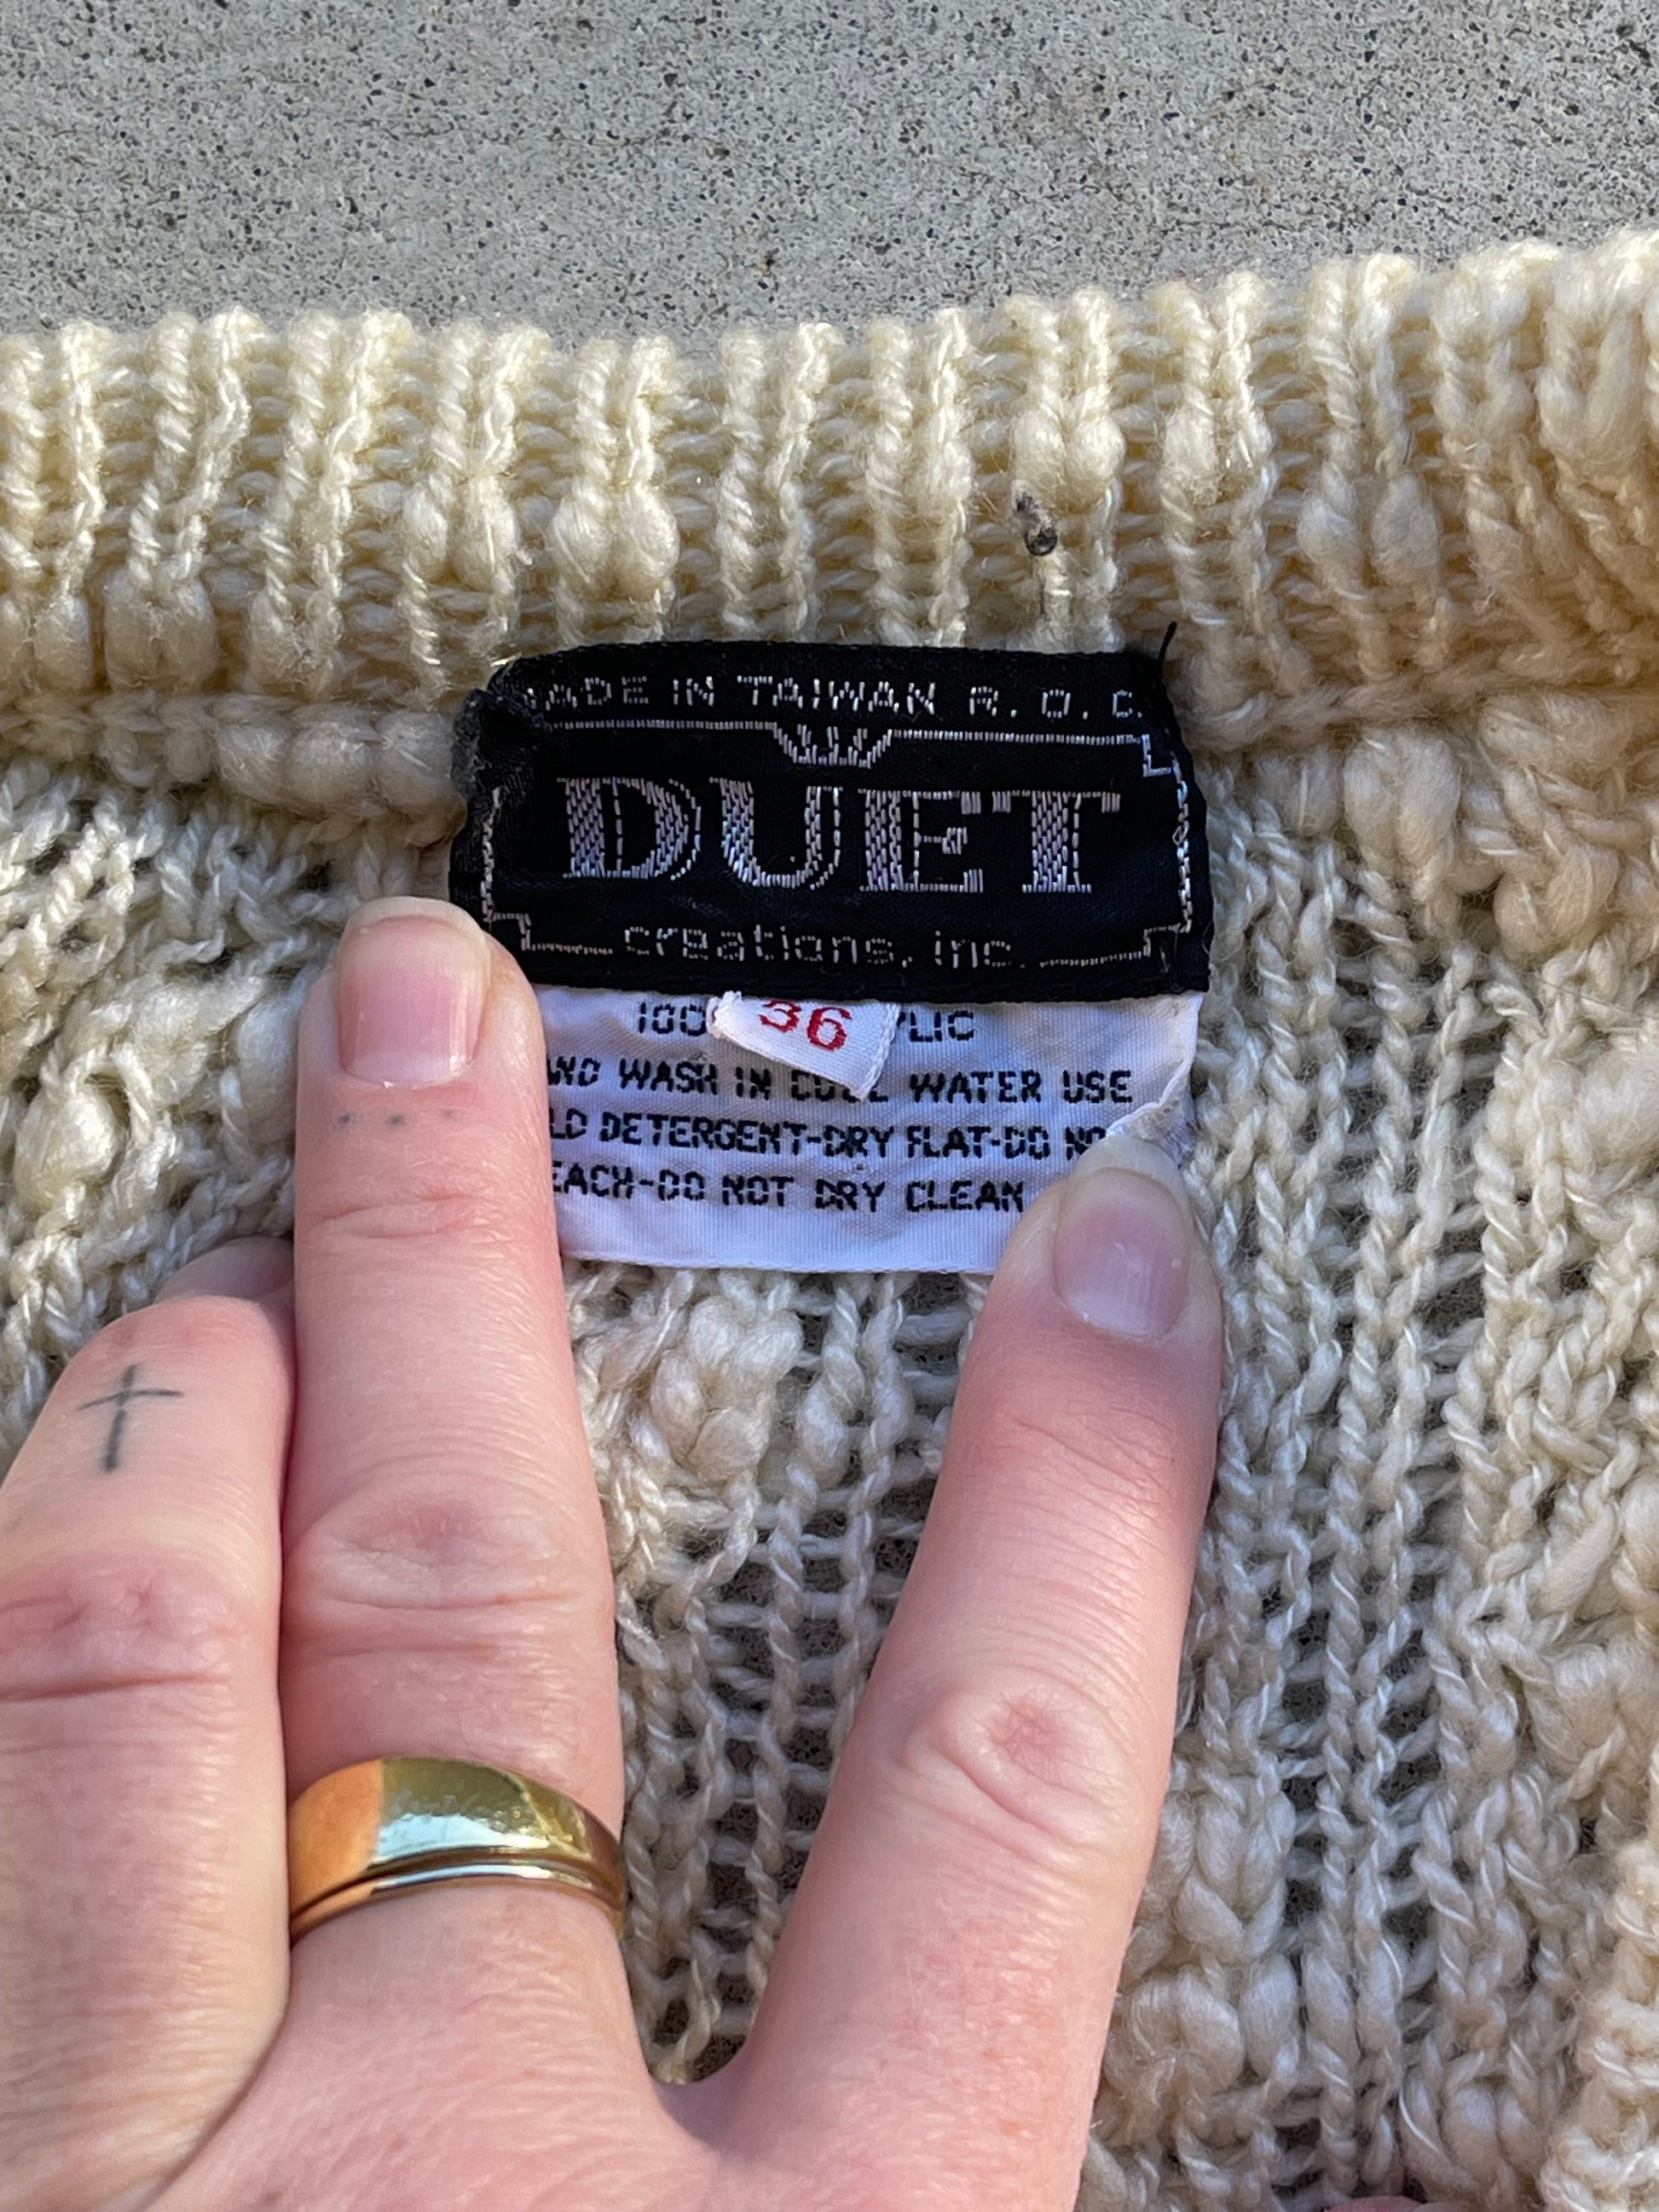 MADE IN TAIWAN R.O.C.
DUET
creations, inc.
36
100 YLIC
WASH IN COOL WATER USE
LD DETERGENT-DRY FLAT-DO NO
EACH-DO NOT DRY CLEAN